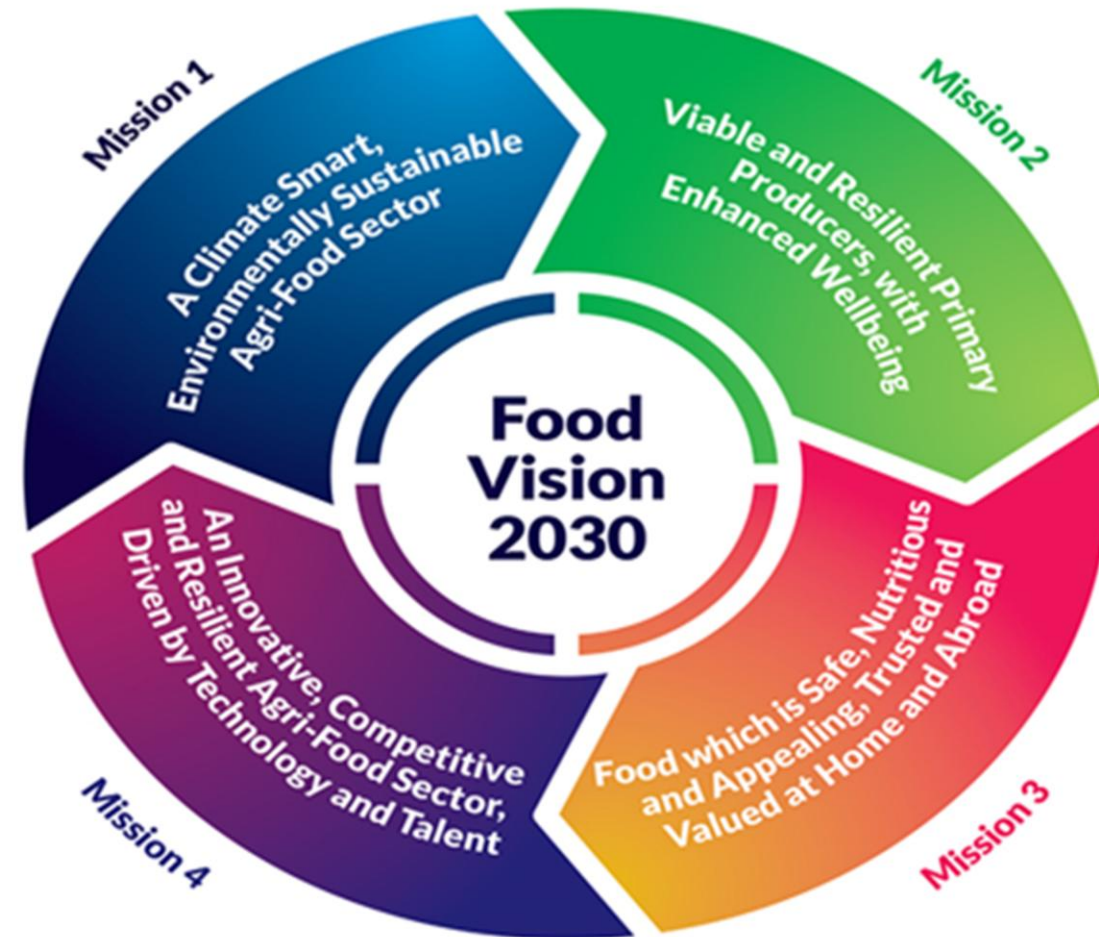 Mission 1
A Climate Smart,
Environmentally Sustainable
Agri-Food Sector
Mission 2
Viable and Resilient Primary
Producers, with
Enhanced Wellbeing
Food
Vision
2030
Mission 3
Food which is Safe, Nutritious
and Appealing, Trusted and
Valued at Home and Abroad
Mission 4
An Innovative, Competitive
and Resilient Agri-Food Sector,
Driven by Technology and Talent